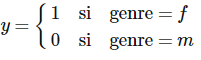 y = { 1 si genre = f
0 si genre = m